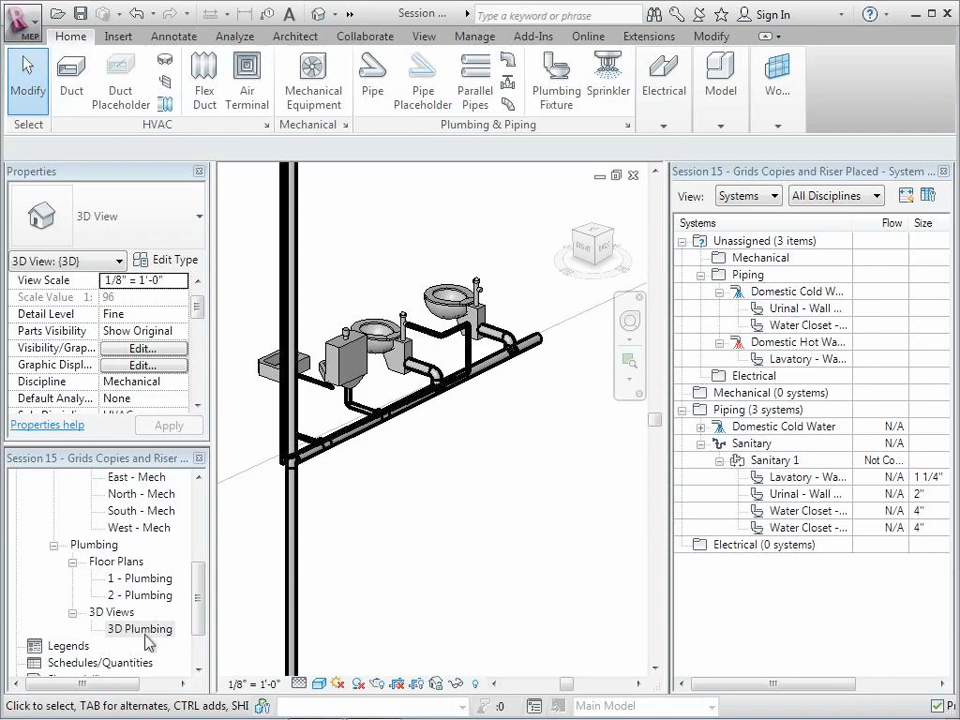 Session ...
Type a keyword or phrase
Sign In
MEP
Home Insert Annotate Analyze Architect Collaborate View Manage Add-Ins Online Extensions Modify
Modify
Duct
Duct Placeholder
Flex Duct
Air Terminal
Mechanical Equipment
Pipe
Pipe Placeholder
Parallel Pipes
Plumbing Fixture
Sprinkler
Electrical
Model
Wo...
Select
HVAC
Mechanical
Plumbing & Piping
Properties
3D View
3D View: {3D}
Edit Type
View Scale 1/8" = 1'-0"
Scale Value 1: 96
Detail Level Fine
Parts Visibility Show Original
Visibility/Grap... Edit...
Graphic Displ... Edit...
Discipline Mechanical
Default Analy... None
Properties help
Apply
Session 15 - Grids Copies and Riser ...
East - Mech
North - Mech
South - Mech
West - Mech
Plumbing
Floor Plans
1 - Plumbing
2 - Plumbing
3D Views
3D Plumbing
Legends
Schedules/Quantities
1/8" = 1'-0"
Session 15 - Grids Copies and Riser Placed - System ...
View: Systems All Disciplines
Systems Flow Size
Unassigned (3 items)
Mechanical
Piping
Domestic Cold W...
Urinal - Wall ...
Water Closet -...
Domestic Hot Wa...
Lavatory - Wa...
Electrical
Mechanical (0 systems)
Piping (3 systems)
Domestic Cold Water N/A
Sanitary N/A
Sanitary 1 Not Co...
Lavatory - Wa... N/A 1 1/4"
Urinal - Wall ... N/A 2"
Water Closet -... N/A 4"
Water Closet -... N/A 4"
Electrical (0 systems)
Click to select, TAB for alternates, CTRL adds, SHI
:0
Main Model